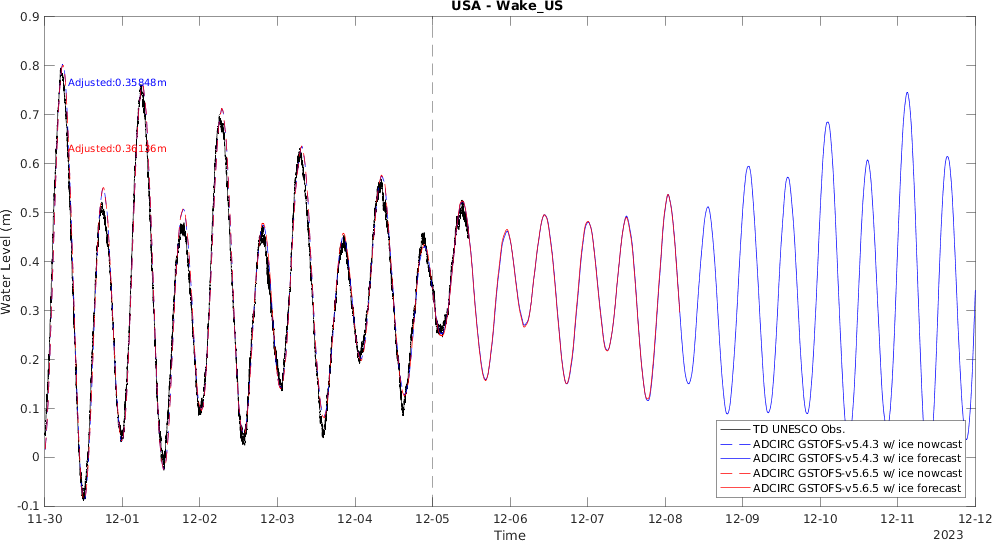 USA - Wake_US
0.9
0.8
0.7
0.6
0.5
0.4
0.3
0.2
0.1
0
-0.1
Water Level (m)
Adjusted:0.35848m
Adjusted:0.36136m
TD UNESCO Obs.
ADCIRC GSTOFS-v5.4.3 w/ ice nowcast
ADCIRC GSTOFS-v5.4.3 w/ ice forecast
ADCIRC GSTOFS-v5.6.5 w/ ice nowcast
ADCIRC GSTOFS-v5.6.5 w/ ice forecast
11-30 12-01 12-02 12-03 12-04 12-05 12-06 12-07 12-08 12-09 12-10 12-11 12-12
Time
2023